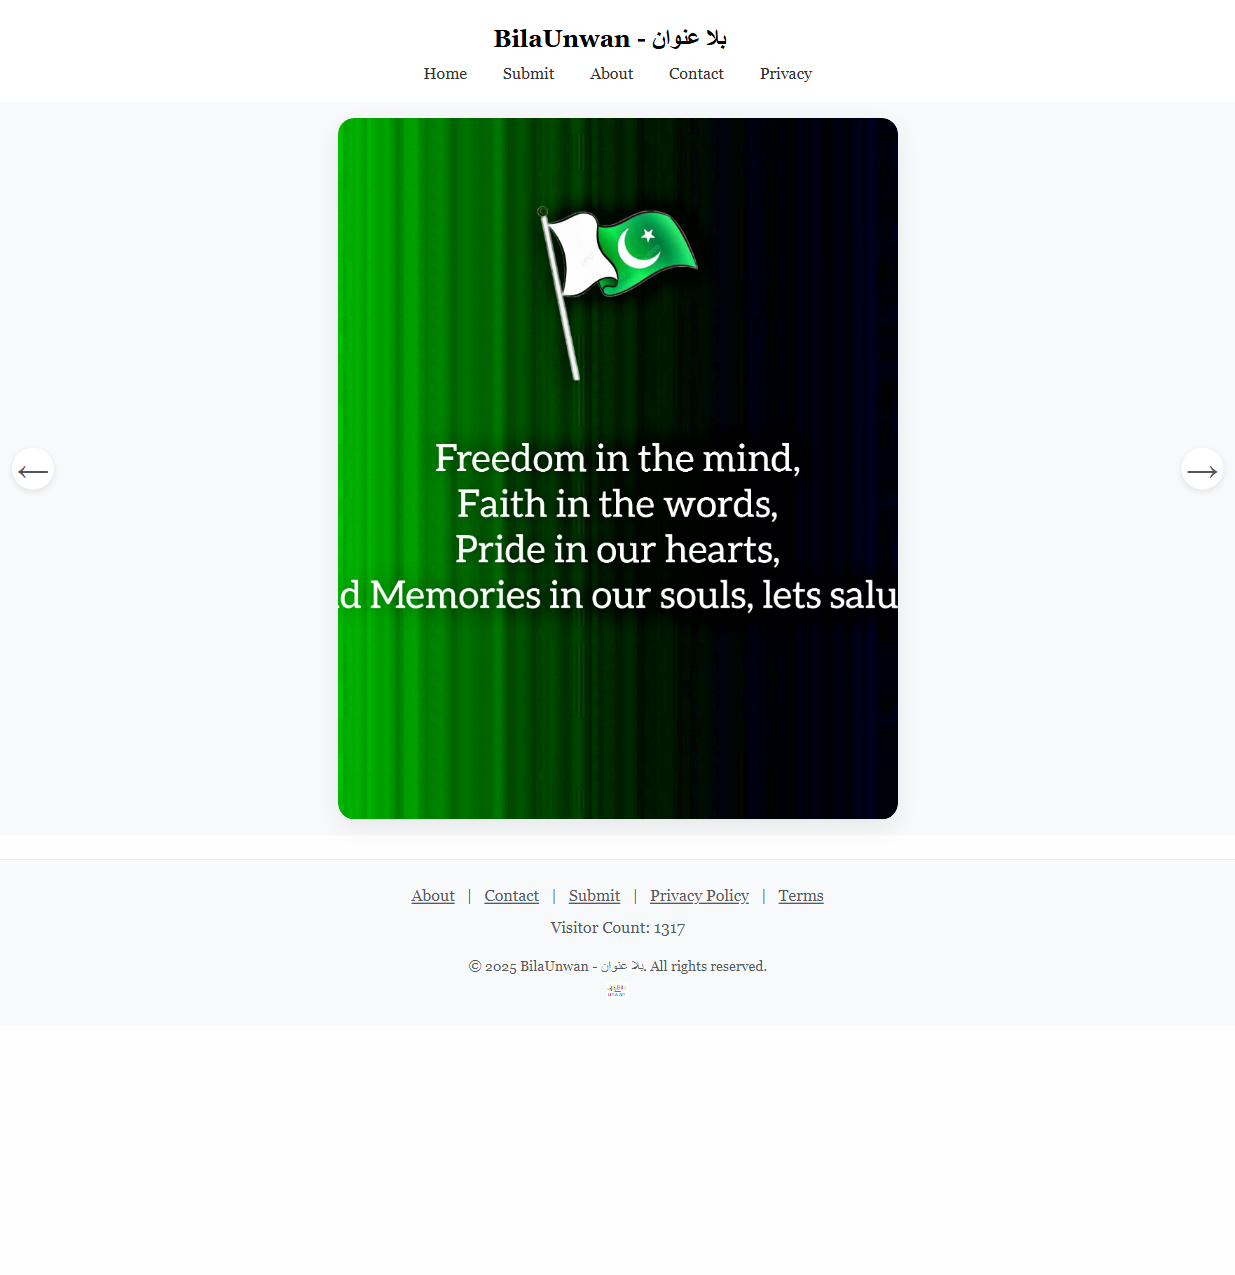 BilaUnwan - بلا عنوان
Home Submit About Contact Privacy
Freedom in the mind,
Faith in the words,
Pride in our hearts,
d Memories in our souls, lets salu
About | Contact | Submit | Privacy Policy | Terms
Visitor Count: 1317
© 2025 BilaUnwan - بلا عنوان. All rights reserved.